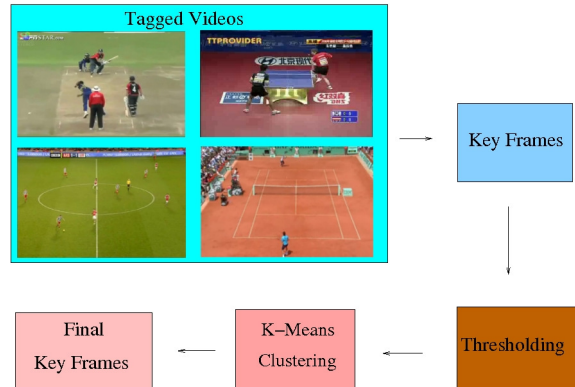 Tagged Videos
TTPROVIDER
Key Frames
Thresholding
K-Means
Clustering
Final
Key Frames